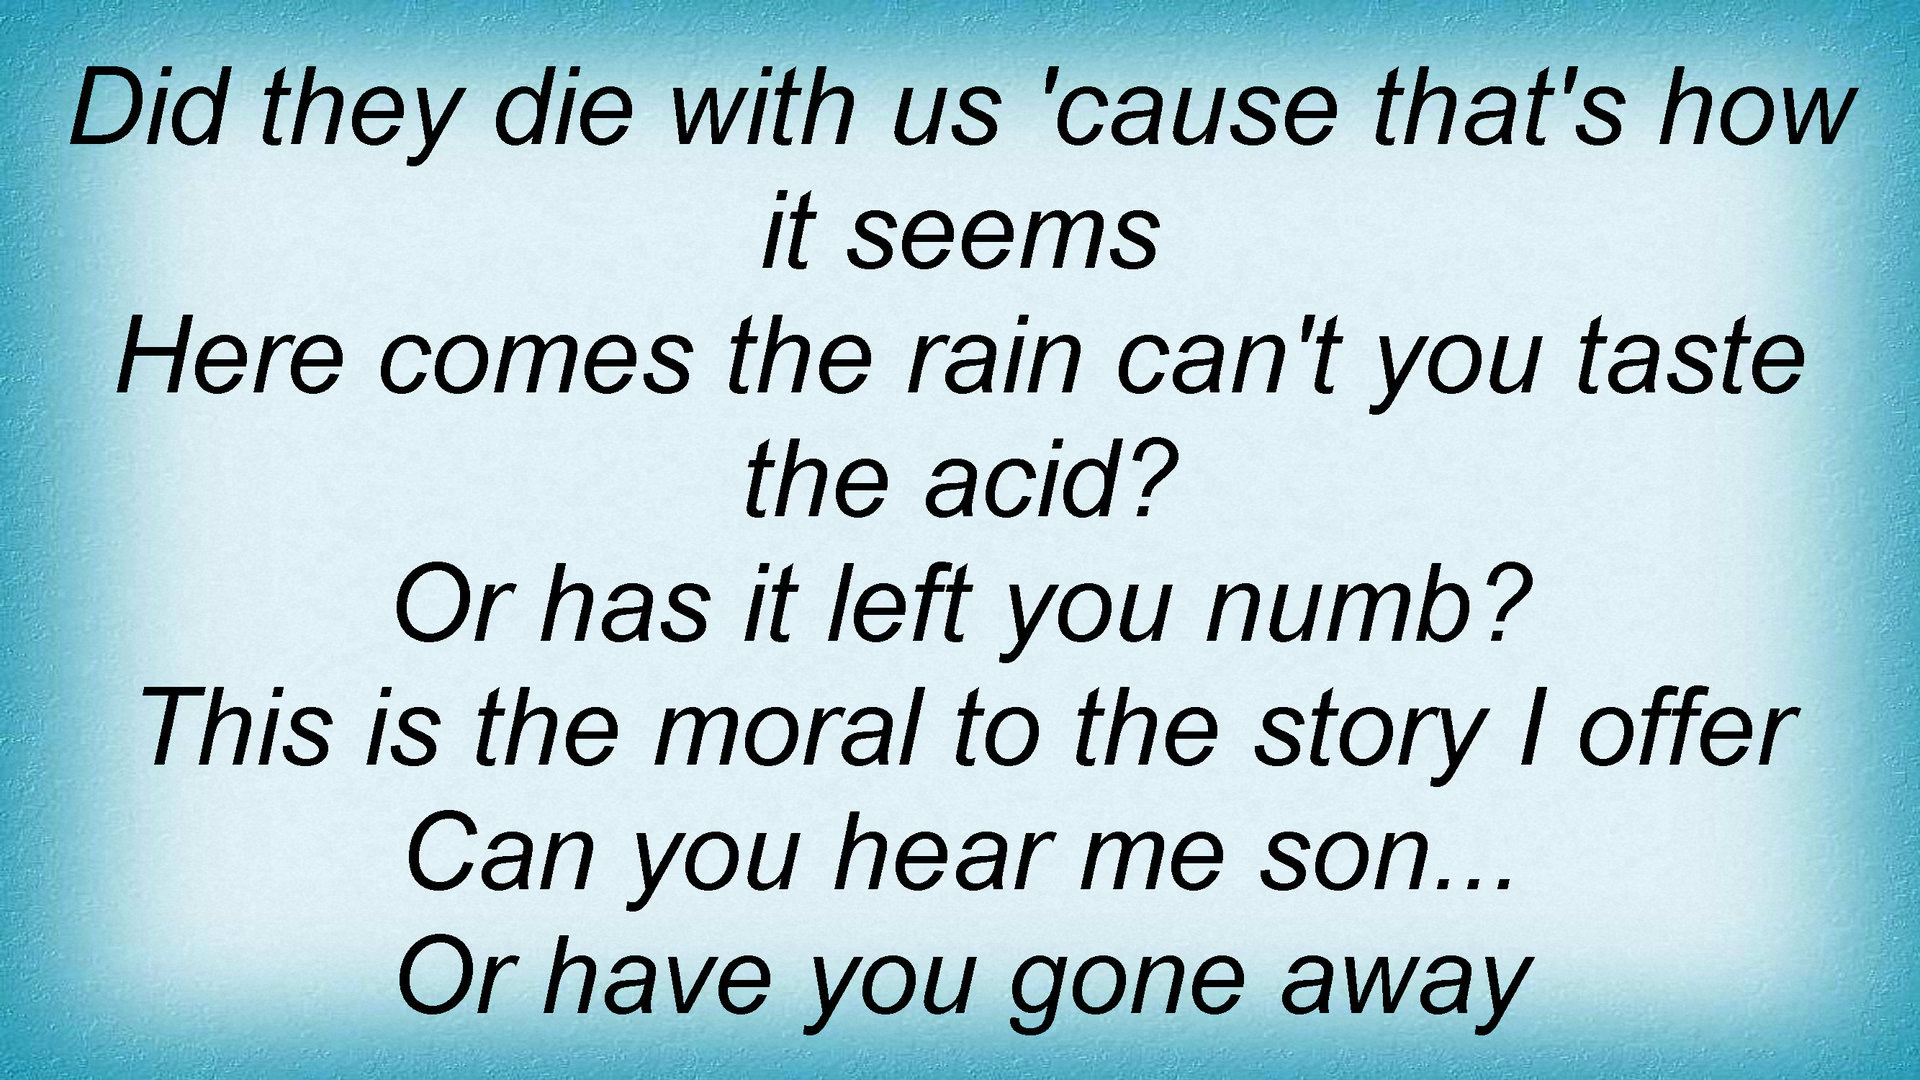 Did they die with us 'cause that's how
it seems
Here comes the rain can't you taste
the acid?
Or has it left you numb?
This is the moral to the story I offer
Can you hear me son...
Or have you gone away